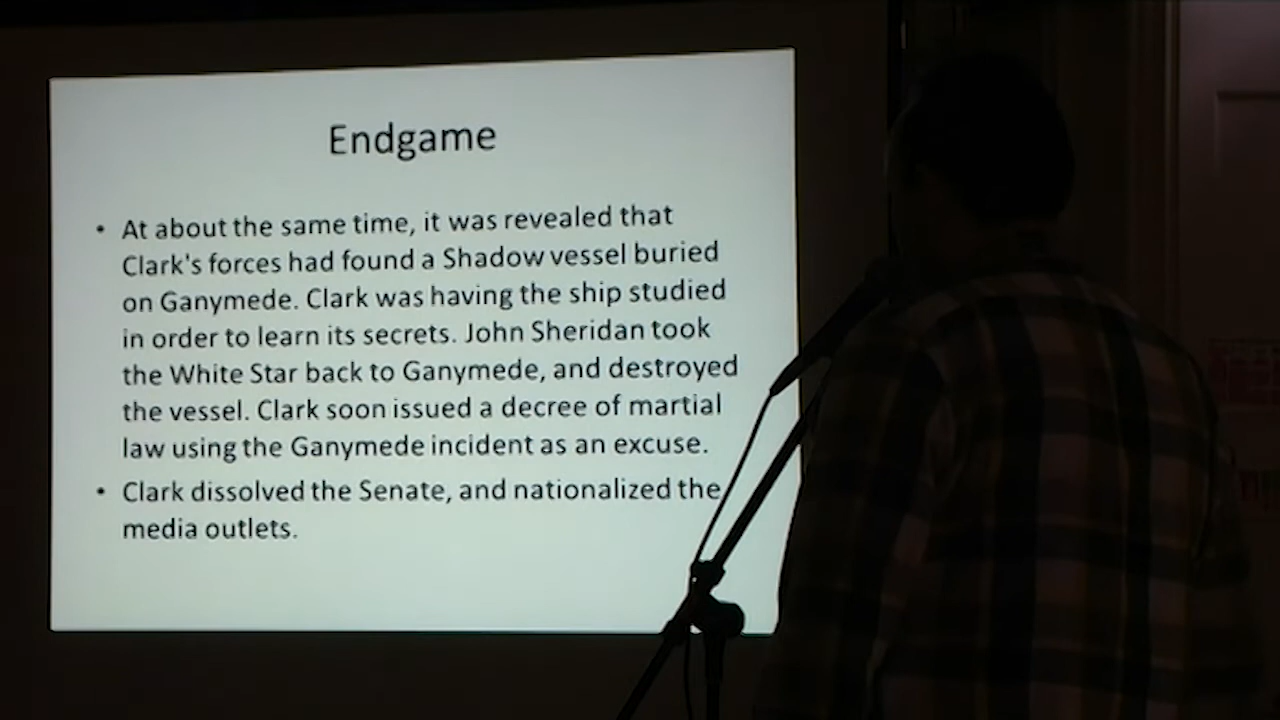 Endgame
• At about the same time, it was revealed that
Clark's forces had found a Shadow vessel buried
on Ganymede. Clark was having the ship studied
in order to learn its secrets. John Sheridan took
the White Star back to Ganymede, and destroyed
the vessel. Clark soon issued a decree of martial
law using the Ganymede incident as an excuse.
• Clark dissolved the Senate, and nationalized the
media outlets.